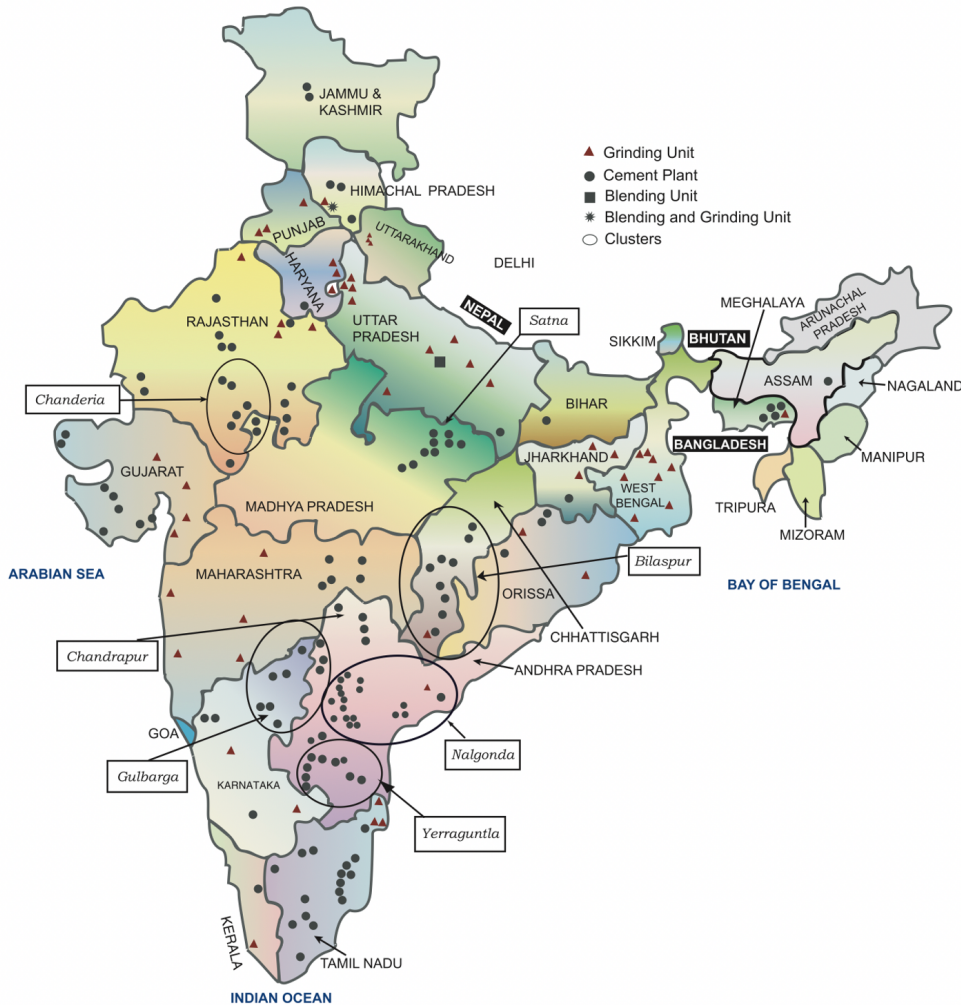 JAMMU &
KASHMIR
Grinding Unit
Cement Plant
Blending Unit
Blending and Grinding Unit
Clusters
HIMACHAL PRADESH
PUNJAB
UTTARAKHAND
HARYANA
DELHI
RAJASTHAN
UTTAR
PRADESH
NEPAL
Satna
SIKKIM
BHUTAN
MEGHALAYA
ARUNACHAL
PRADESH
ASSAM
NAGALAND
Chanderia
BIHAR
BANGLADESH
MANIPUR
GUJARAT
JHARKHAND
WEST
BENGAL
TRIPURA
MIZORAM
MADHYA PRADESH
ARABIAN SEA
MAHARASHTRA
Bilaspur
BAY OF BENGAL
ORISSA
CHHATTISGARH
Chandrapur
ANDHRA PRADESH
GOA
Nalgonda
Gulbarga
KARNATAKA
Yerraguntla
KERALA
TAMIL NADU
INDIAN OCEAN